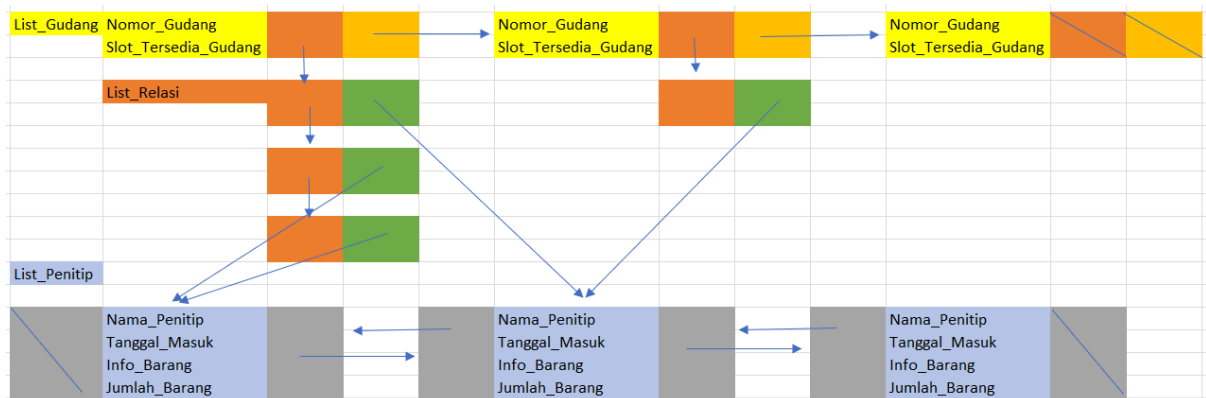 List_Gudang Nomor_Gudang Nomor_Gudang Nomor_Gudang
Slot_Tersedia_Gudang Slot_Tersedia_Gudang Slot_Tersedia_Gudang
List_Relasi
List_Penitip
Nama_Penitip Nama_Penitip Nama_Penitip
Tanggal_Masuk Tanggal_Masuk Tanggal_Masuk
Info_Barang Info_Barang Info_Barang
Jumlah_Barang Jumlah_Barang Jumlah_Barang